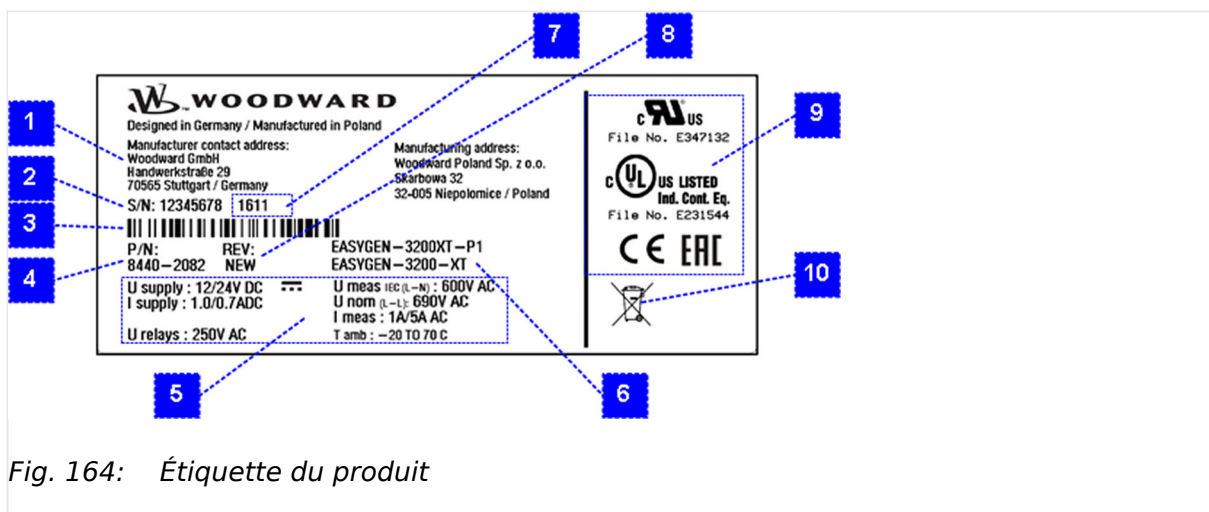 7
8
WOODWARD
Designed in Germany / Manufactured in Poland
1
Manufacturer contact address:
Woodward GmbH
Handwerkstraße 29
70565 Stuttgart / Germany
Manufacturing address:
Woodward Poland Sp. z o.o.
Skarbowa 32
32-005 Niepolomice / Poland
2
S/N: 12345678 1611
3
P/N: REV: EASYGEN-3200XT-P1
4
8440-2082 NEW EASYGEN-3200-XT
U supply : 12/24V DC
I supply : 1.0/0.7ADC
U relays : 250V AC
U meas IEC (L-N) : 600V AC
U nom (L-L): 690V AC
I meas : 1A/5A AC
T amb : -20 TO 70 C
5
6
C RU US
File No. E347132
9
C UL US LISTED
Ind. Cont. Eq.
File No. E231544
CE EAC
10
Fig. 164: Étiquette du produit